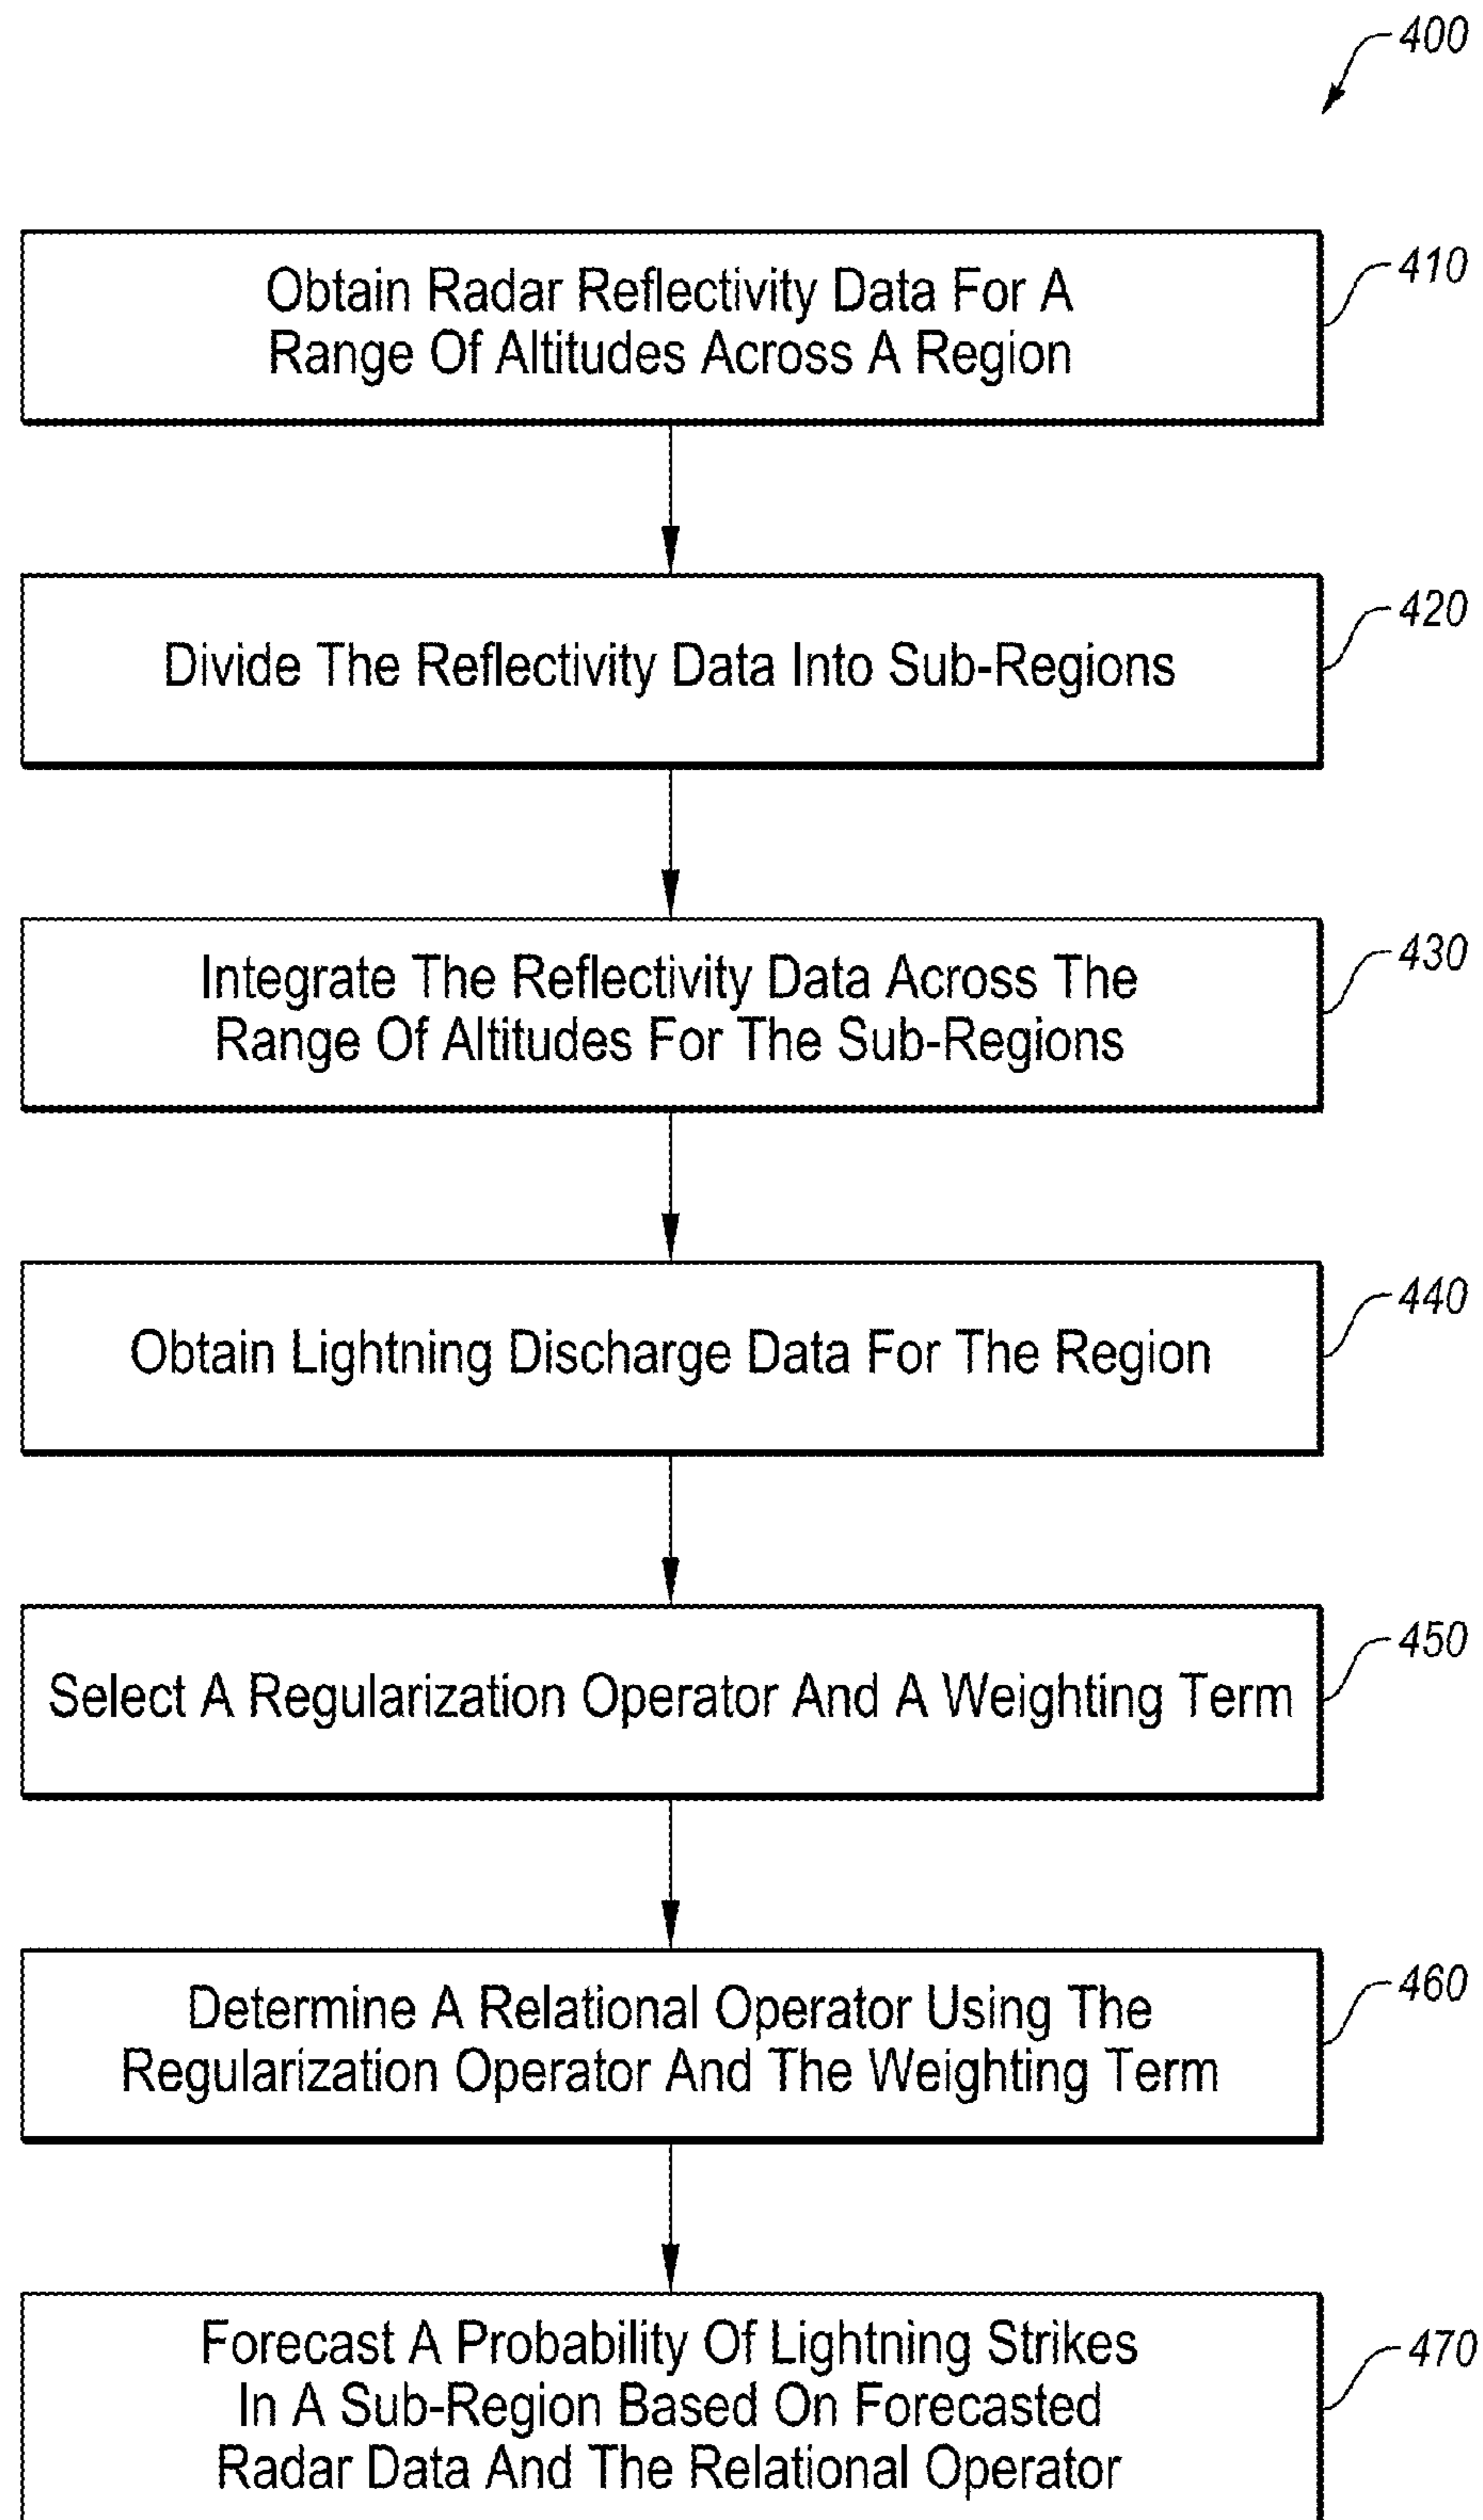 400
Obtain Radar Reflectivity Data For A
Range Of Altitudes Across A Region
410
Divide The Reflectivity Data Into Sub-Regions
420
Integrate The Reflectivity Data Across The
Range Of Altitudes For The Sub-Regions
430
Obtain Lightning Discharge Data For The Region
440
Select A Regularization Operator And A Weighting Term
450
Determine A Relational Operator Using The
Regularization Operator And The Weighting Term
460
Forecast A Probability Of Lightning Strikes
In A Sub-Region Based On Forecasted
Radar Data And The Relational Operator
470